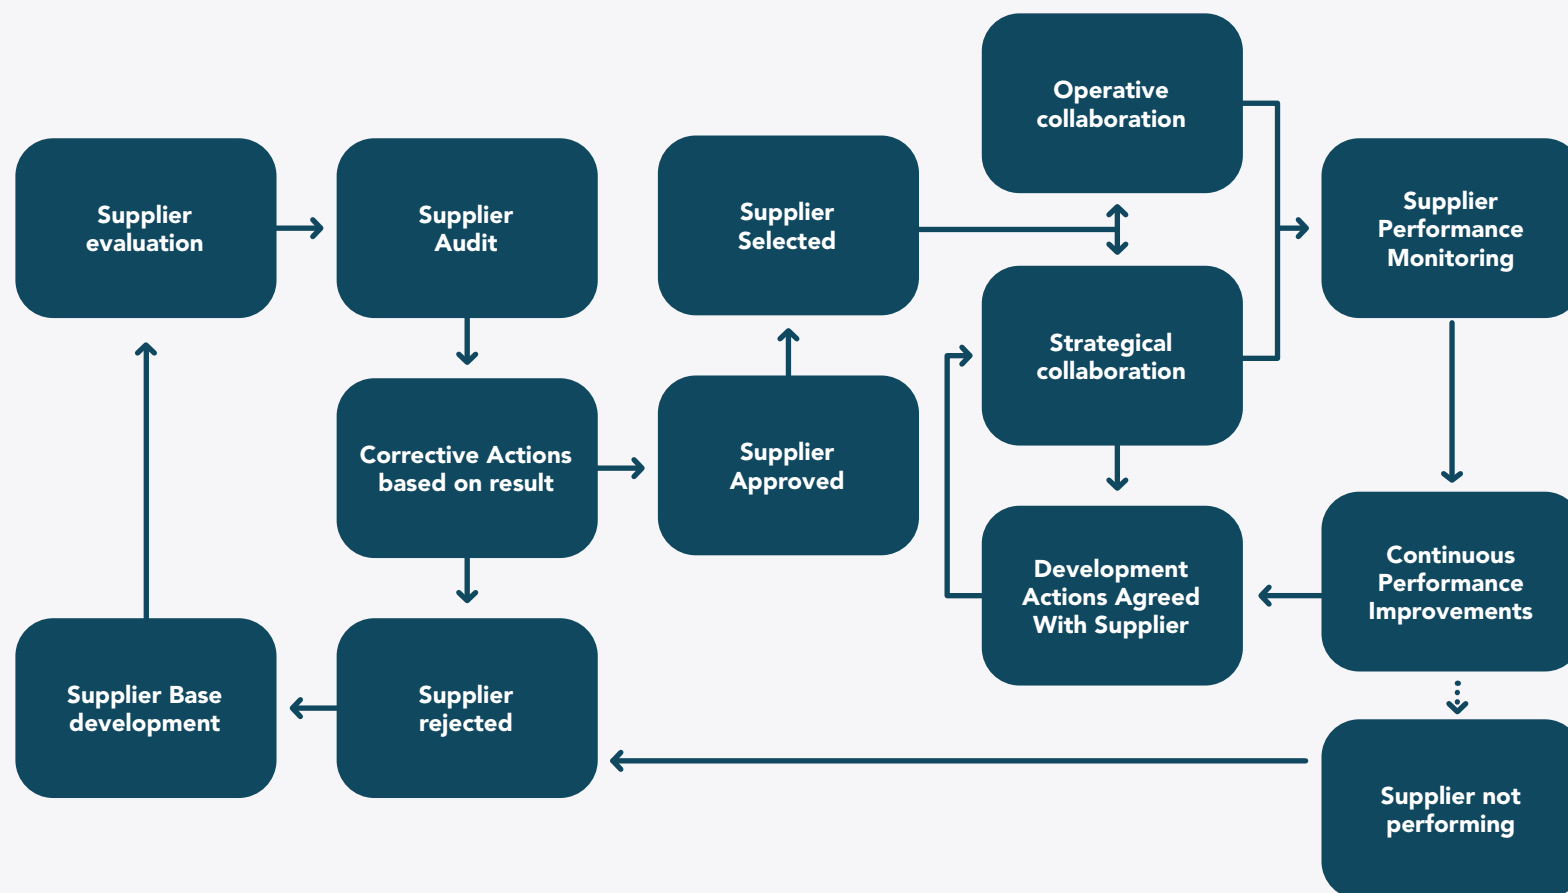 Operative
collaboration
Supplier
evaluation
Supplier
Audit
Supplier
Selected
Supplier
Performance
Monitoring
Strategical
collaboration
Corrective Actions
based on result
Supplier
Approved
Development
Actions Agreed
With Supplier
Continuous
Performance
Improvements
Supplier Base
development
Supplier
rejected
Supplier not
performing